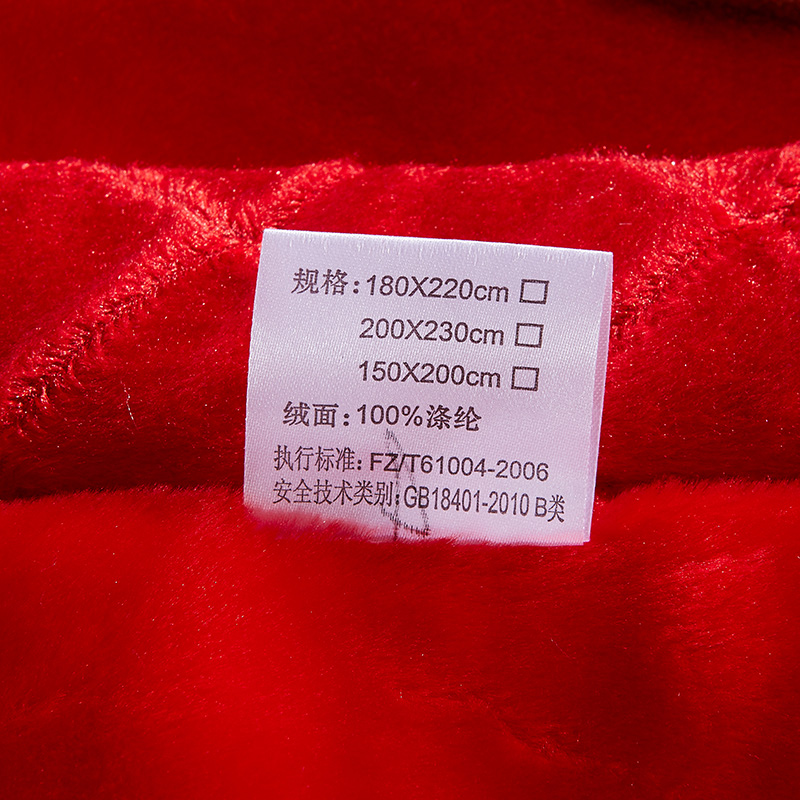 规格:180X220cm □
200X230cm □
150X200cm □
绒面:100%涤纶
执行标准: FZ/T61004-2006
安全技术类别:GB18401-2010 B类